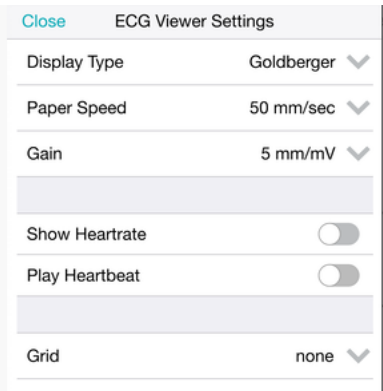 Close ECG Viewer Settings
Display Type Goldberger
Paper Speed 50 mm/sec
Gain 5 mm/mV
Show Heartrate
Play Heartbeat
Grid none